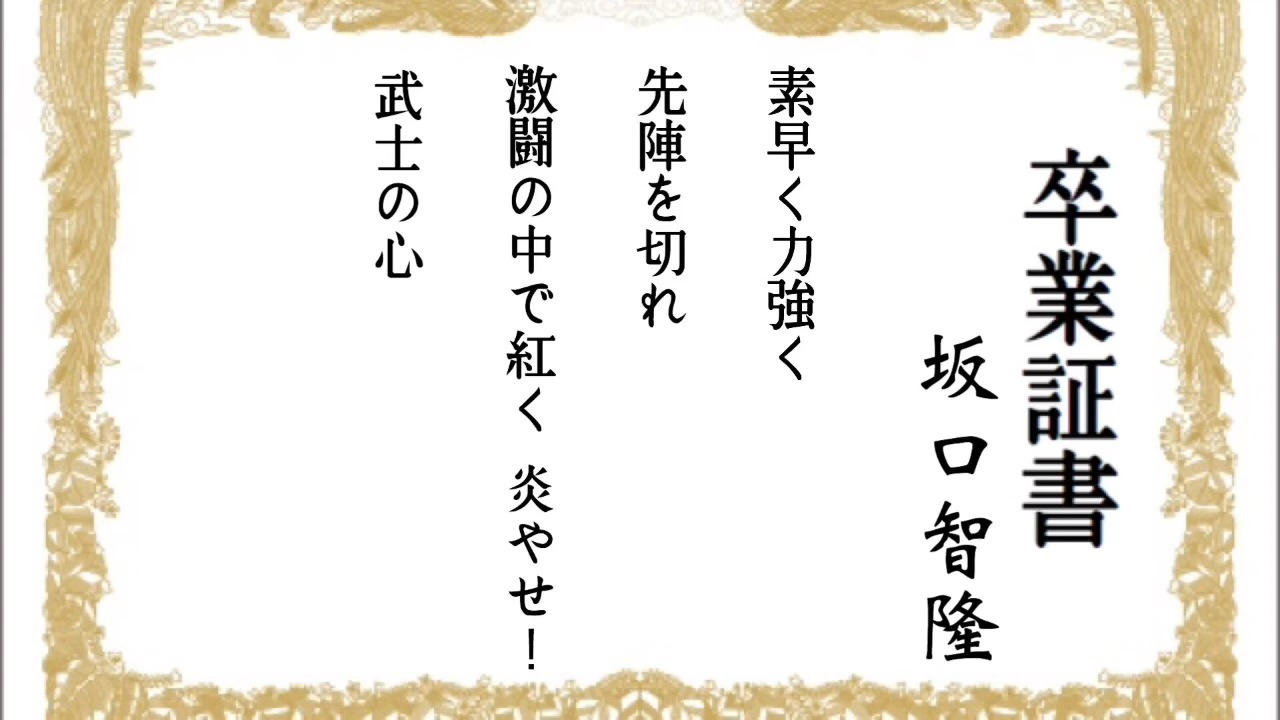 卒業証書
坂口智隆
素早く力強く
先陣を切れ
激闘の中で紅く 炎やせ!
武士の心